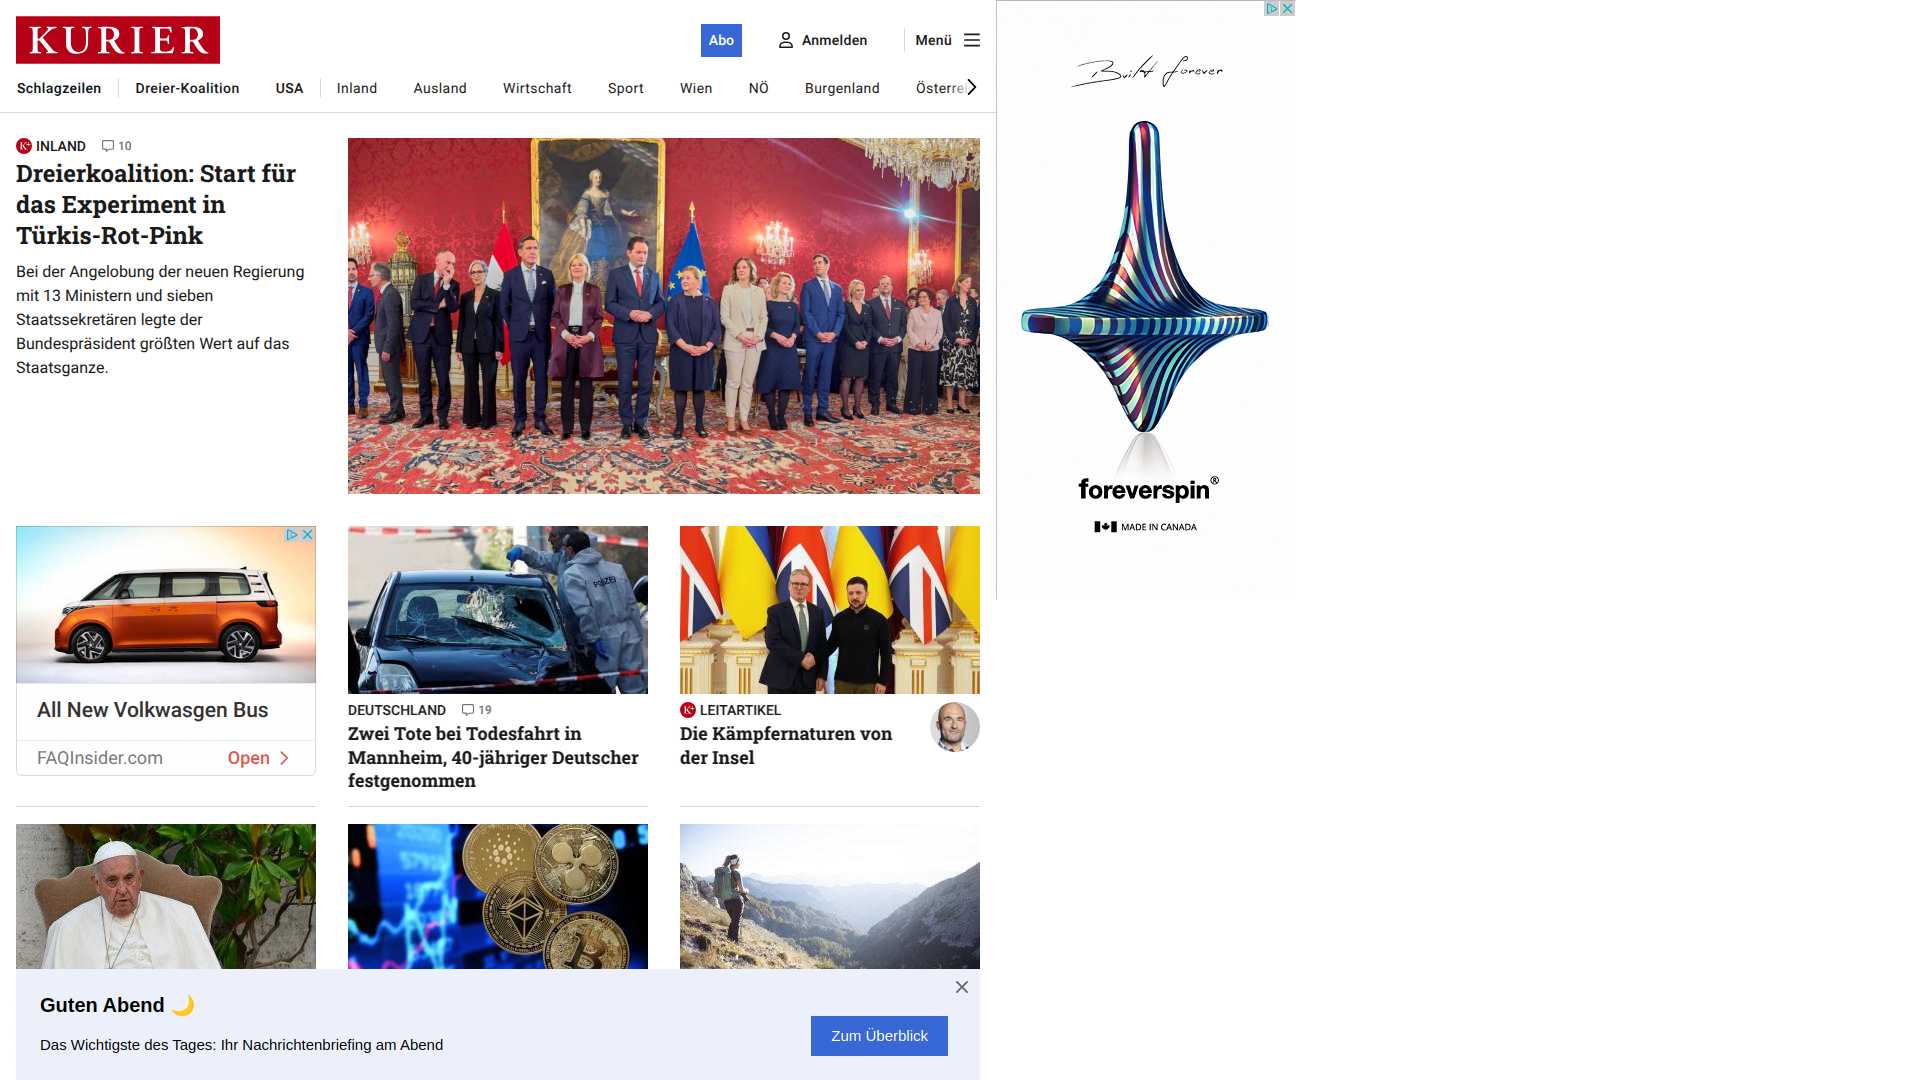 KURIER
Abo
Anmelden
Menü
Schlagzeilen
Dreier-Koalition
USA
Inland
Ausland
Wirtschaft
Sport
Wien
NÖ
Burgenland
K+ INLAND 10
Dreierkoalition: Start für
das Experiment in
Türkis-Rot-Pink
Bei der Angelobung der neuen Regierung
mit 13 Ministern und sieben
Staatssekretären legte der
Bundespräsident größten Wert auf das
Staatsganze.
Built forever
foreverspin®
MADE IN CANADA
All New Volkwasgen Bus
FAQInsider.com
Open
POLIZEI
DEUTSCHLAND 19
Zwei Tote bei Todesfahrt in
Mannheim, 40-jähriger Deutscher
festgenommen
K+ LEITARTIKEL
Die Kämpfernaturen von
der Insel
Guten Abend 🌙
Das Wichtigste des Tages: Ihr Nachrichtenbriefing am Abend
Zum Überblick